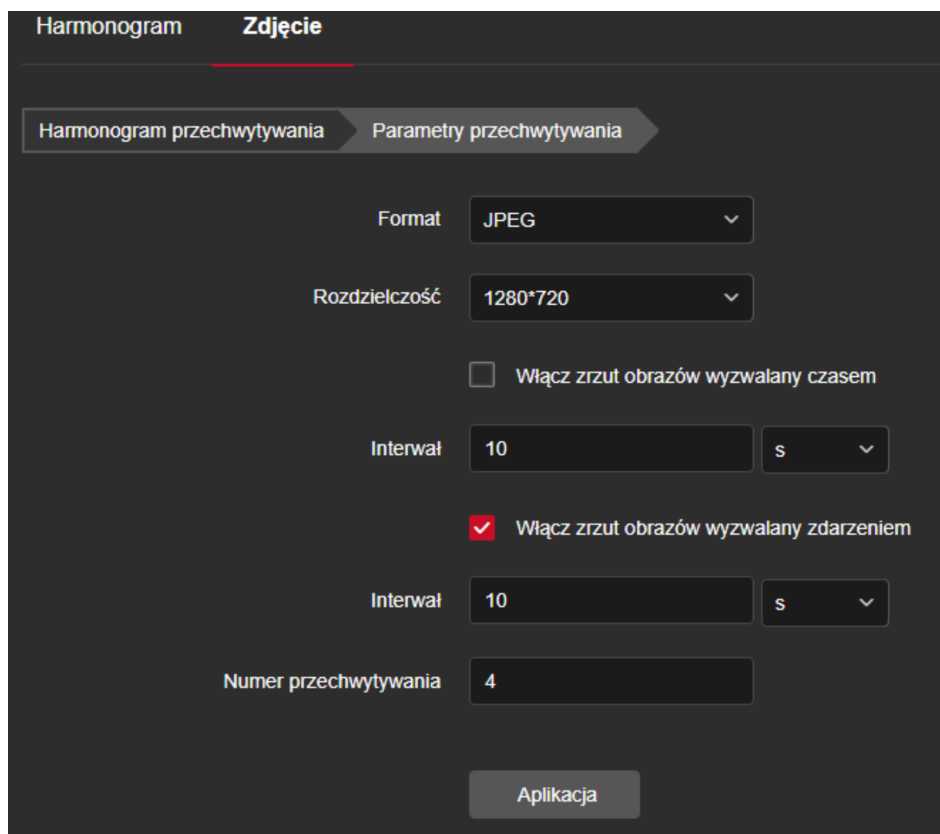 Harmonogram Zdjęcie
Harmonogram przechwytywania Parametry przechwytywania
Format JPEG
Rozdzielczość 1280*720
Włącz zrzut obrazów wyzwalany czasem
Interwał 10 s
Włącz zrzut obrazów wyzwalany zdarzeniem
Interwał 10 s
Numer przechwytywania 4
Aplikacja